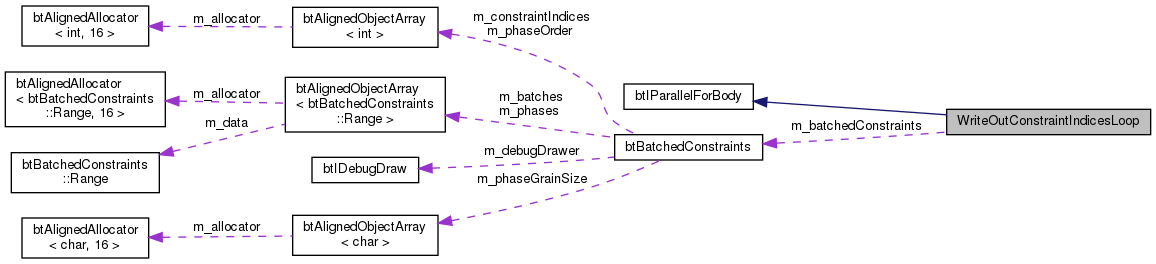 btAlignedAllocator
< int, 16 >
m_allocator
btAlignedObjectArray
< int >
m_constraintIndices
m_phaseOrder
btAlignedAllocator
< btBatchedConstraints
::Range, 16 >
m_allocator
btAlignedObjectArray
< btBatchedConstraints
::Range >
m_data
m_batches
m_phases
btIParallelForBody
WriteOutConstraintIndicesLoop
m_batchedConstraints
btBatchedConstraints
btBatchedConstraints
::Range
m_debugDrawer
btIDebugDraw
m_phaseGrainSize
btAlignedAllocator
< char, 16 >
m_allocator
btAlignedObjectArray
< char >